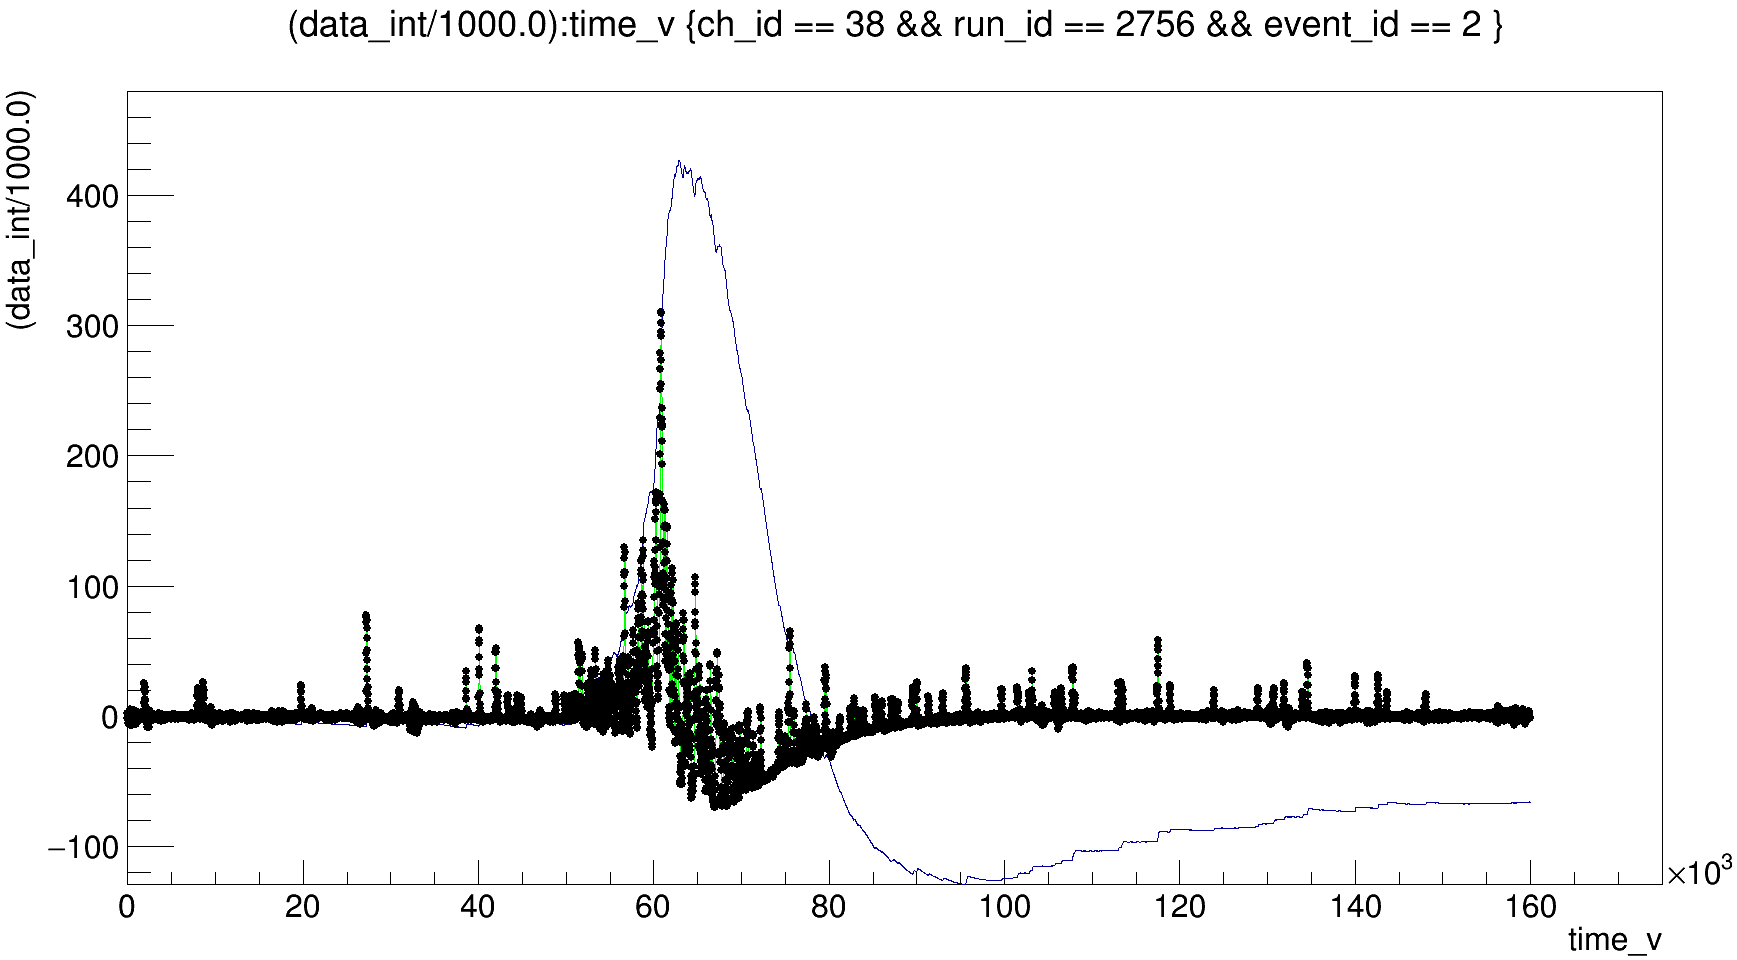 (data_int/1000.0):time_v {ch_id == 38 && run_id == 2756 && event_id == 2 }
(data_int/1000.0)
400
300
200
100
0
−100
0 20 40 60 80 100 120 140 160
×10³
time_v